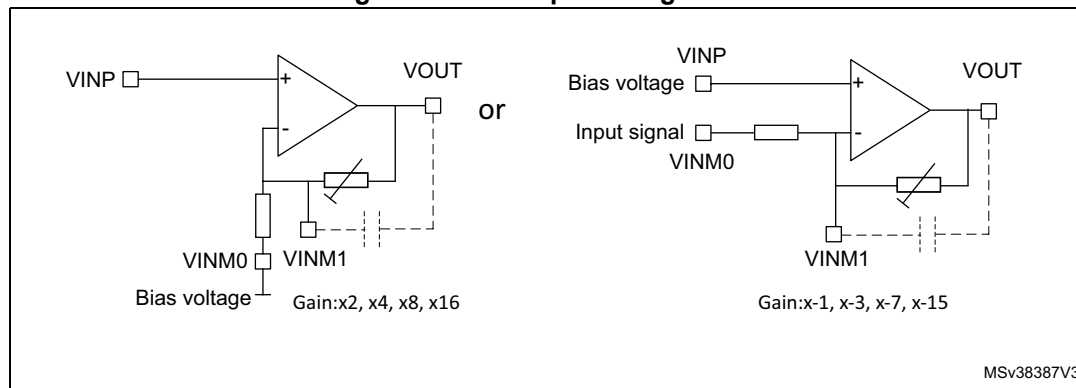 VINP
+
-
VOUT
VINM0
VINM1
Bias voltage
Gain:x2, x4, x8, x16
or
VINP
Bias voltage
Input signal
VINM0
+
-
VOUT
VINM1
Gain:x-1, x-3, x-7, x-15
MSv38387V3